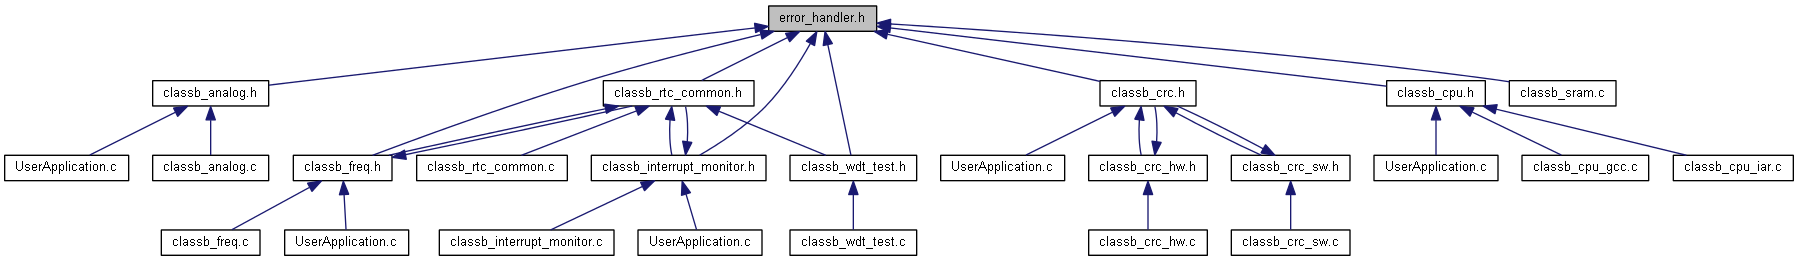 error_handler.h
classb_analog.h
classb_rtc_common.h
classb_crc.h
classb_cpu.h
classb_sram.c
UserApplication.c
classb_analog.c
classb_freq.h
classb_rtc_common.c
classb_interrupt_monitor.h
classb_wdt_test.h
UserApplication.c
classb_crc_hw.h
classb_crc_sw.h
UserApplication.c
classb_cpu_gcc.c
classb_cpu_iar.c
classb_freq.c
UserApplication.c
classb_interrupt_monitor.c
UserApplication.c
classb_wdt_test.c
classb_crc_hw.c
classb_crc_sw.c